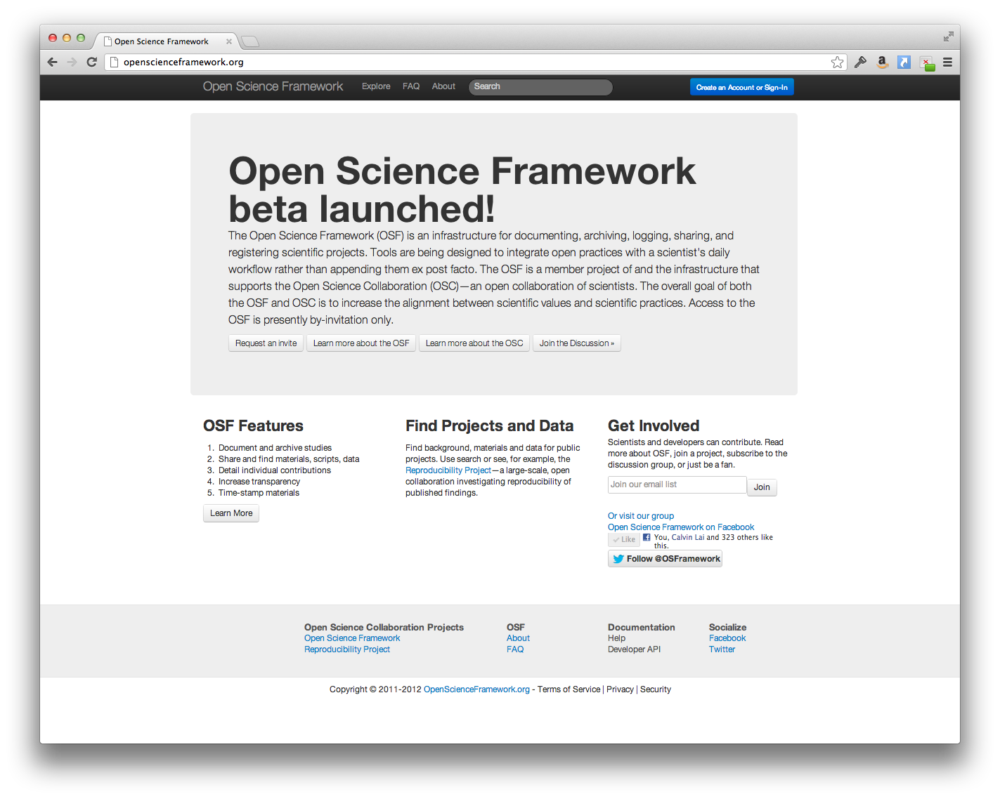 Open Science Framework
openscienceframework.org
Open Science Framework Explore FAQ About Search Create an Account or Sign-In
Open Science Framework
beta launched!
The Open Science Framework (OSF) is an infrastructure for documenting, archiving, logging, sharing, and
registering scientific projects. Tools are being designed to integrate open practices with a scientist's daily
workflow rather than appending them ex post facto. The OSF is a member project of and the infrastructure that
supports the Open Science Collaboration (OSC)—an open collaboration of scientists. The overall goal of both
the OSF and OSC is to increase the alignment between scientific values and scientific practices. Access to the
OSF is presently by-invitation only.
Request an invite Learn more about the OSF Learn more about the OSC Join the Discussion »
OSF Features
1. Document and archive studies
2. Share and find materials, scripts, data
3. Detail individual contributions
4. Increase transparency
5. Time-stamp materials
Learn More
Find Projects and Data
Find background, materials and data for public
projects. Use search or see, for example, the
Reproducibility Project—a large-scale, open
collaboration investigating reproducibility of
published findings.
Get Involved
Scientists and developers can contribute. Read
more about OSF, join a project, subscribe to the
discussion group, or just be a fan.
Join our email list Join
Or visit our group
Open Science Framework on Facebook
Like You, Calvin Lai and 323 others like
this.
Follow @OSFramework
Open Science Collaboration Projects
Open Science Framework
Reproducibility Project
OSF
About
FAQ
Documentation
Help
Developer API
Socialize
Facebook
Twitter
Copyright © 2011-2012 OpenScienceFramework.org - Terms of Service | Privacy | Security